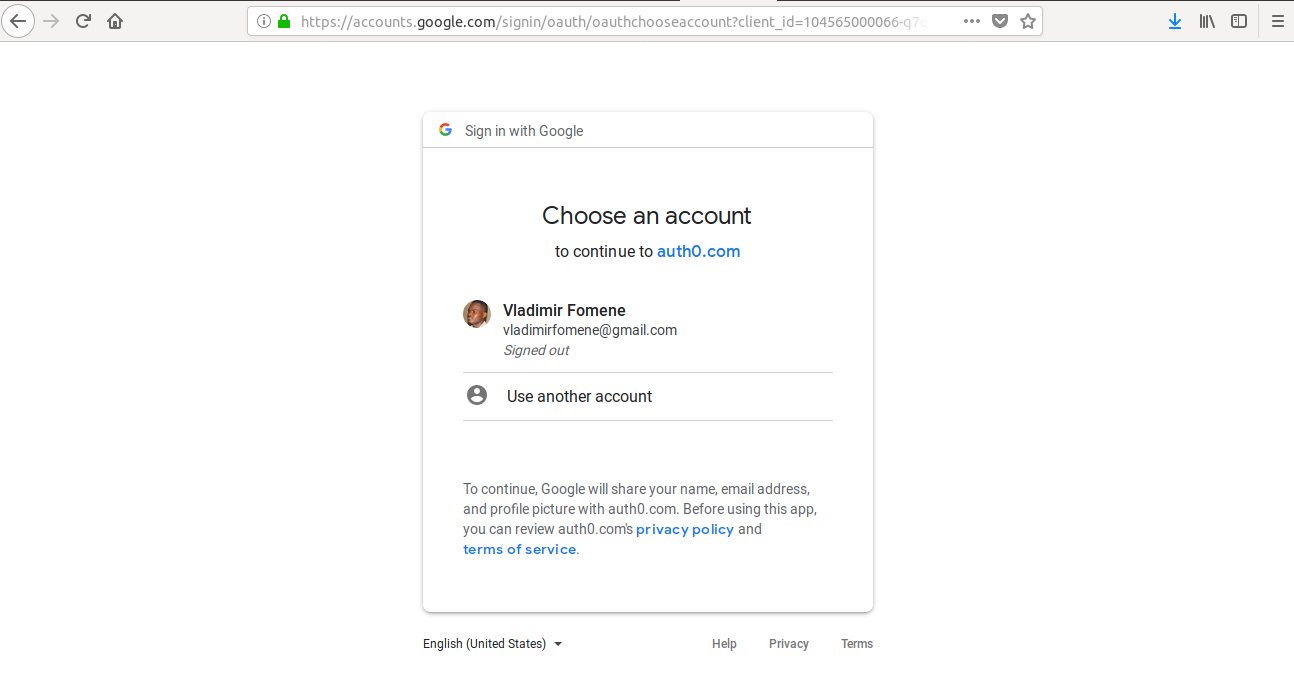 https://accounts.google.com/signin/oauth/oauthchooseaccount?client_id=104565000066-q7
Sign in with Google
Choose an account
to continue to auth0.com
Vladimir Fomene
vladimirfomene@gmail.com
Signed out
Use another account
To continue, Google will share your name, email address,
and profile picture with auth0.com. Before using this app,
you can review auth0.com's privacy policy and
terms of service.
English (United States)
Help Privacy Terms